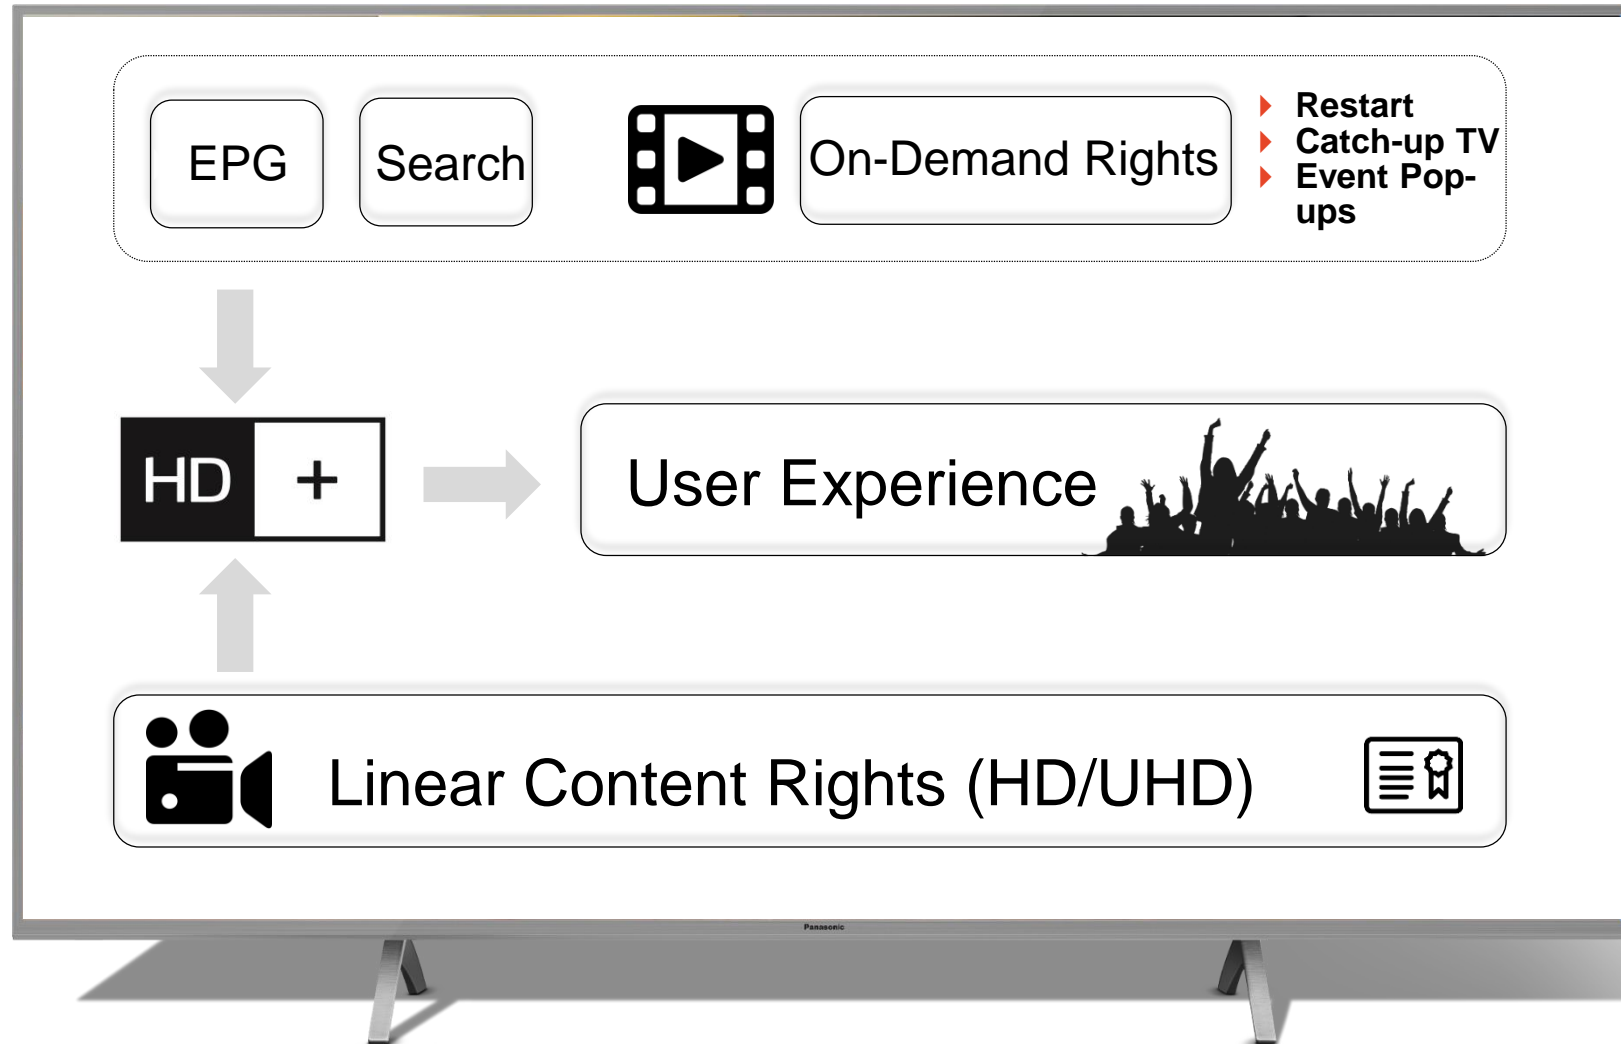 EPG
Search
On-Demand Rights
Restart
Catch-up TV
Event Pop-
ups
HD +
User Experience
Linear Content Rights (HD/UHD)
Panasonic